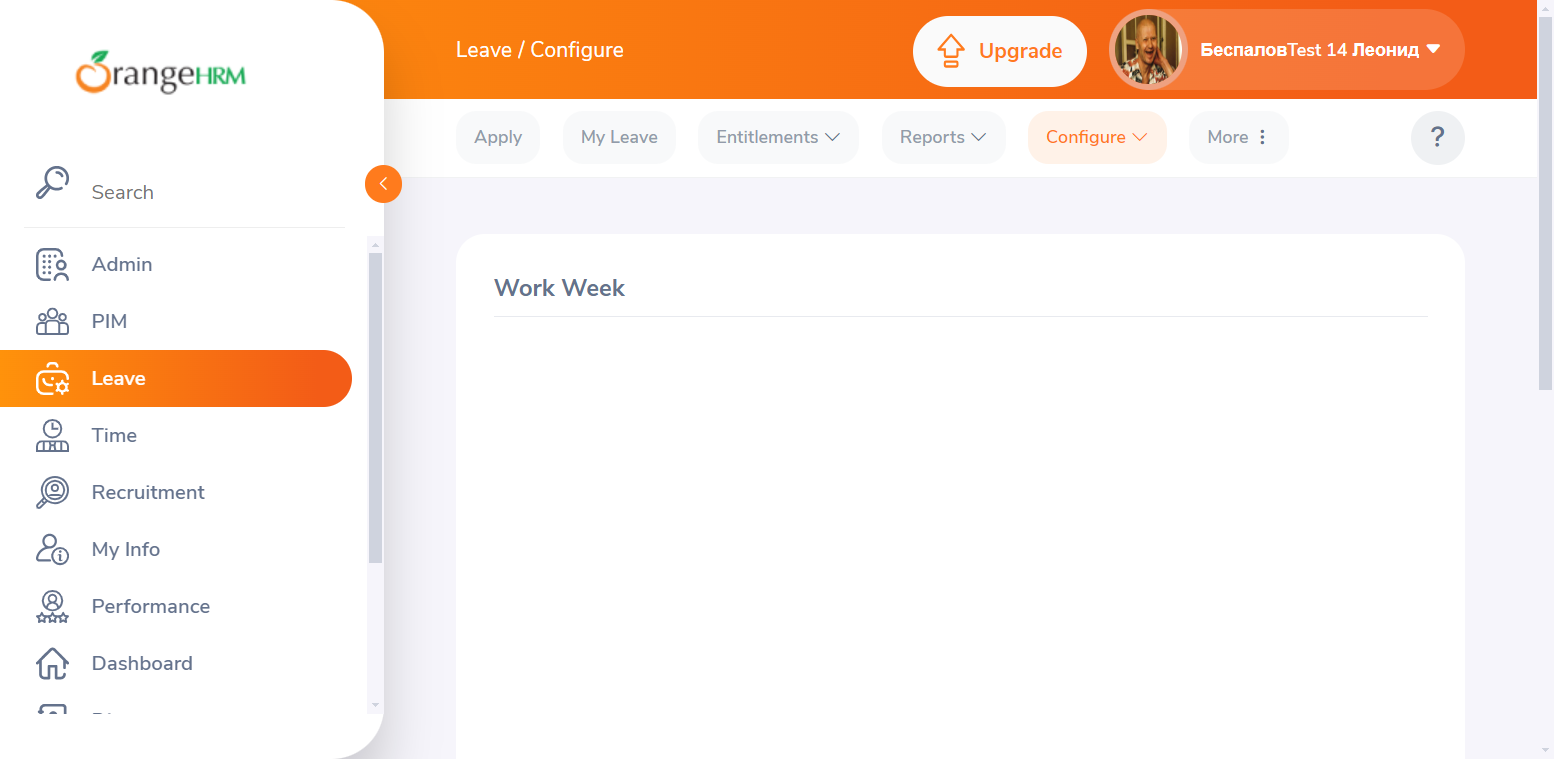 OrangeHRM
Leave / Configure
Upgrade
БеспаловTest 14 Леонид
Apply
My Leave
Entitlements
Reports
Configure
More
?
Search
Admin
PIM
Leave
Time
Recruitment
My Info
Performance
Dashboard
Work Week